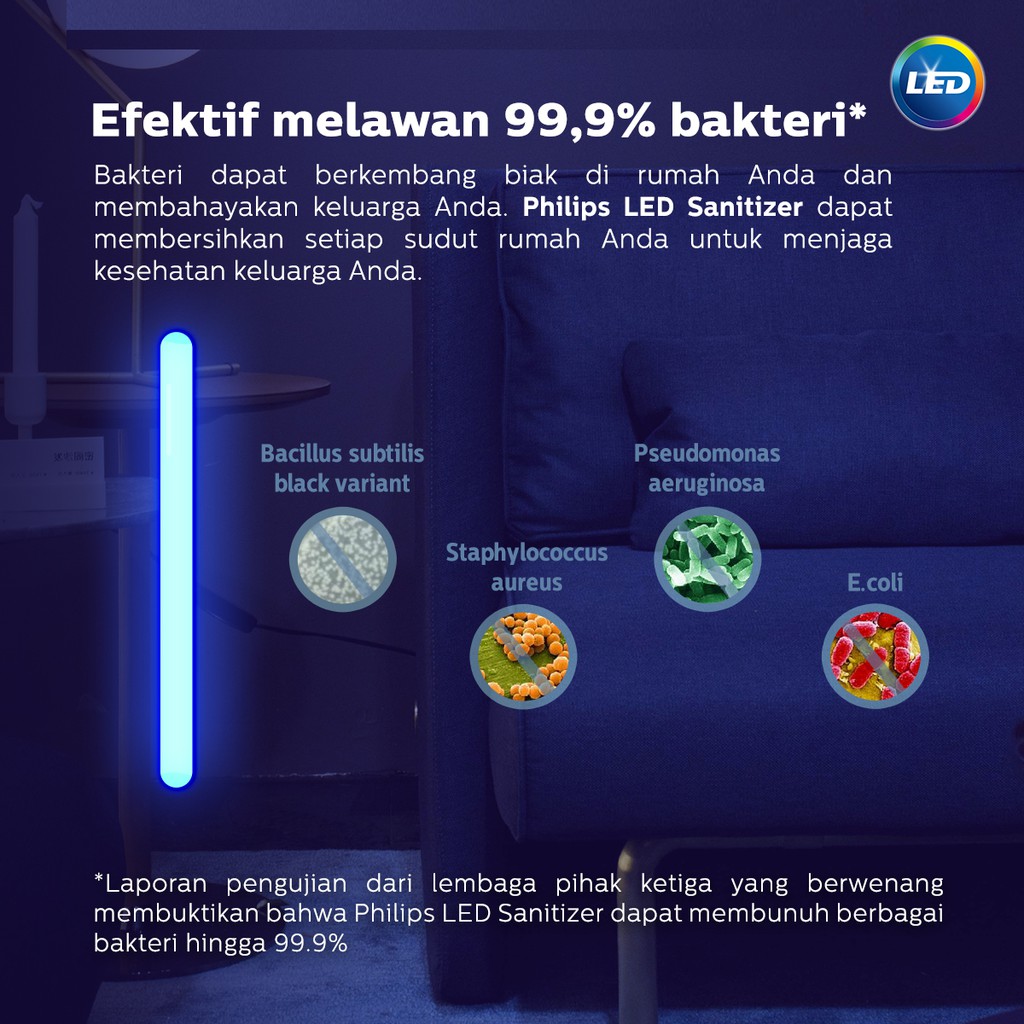 LED
Efektif melawan 99,9% bakteri*
Bakteri dapat berkembang biak di rumah Anda dan
membahayakan keluarga Anda. Philips LED Sanitizer dapat
membersihkan setiap sudut rumah Anda untuk menjaga
kesehatan keluarga Anda.
Bacillus subtilis
black variant
Pseudomonas
aeruginosa
Staphylococcus
aureus
E.coli
*Laporan pengujian dari lembaga pihak ketiga yang berwenang
membuktikan bahwa Philips LED Sanitizer dapat membunuh berbagai
bakteri hingga 99.9%